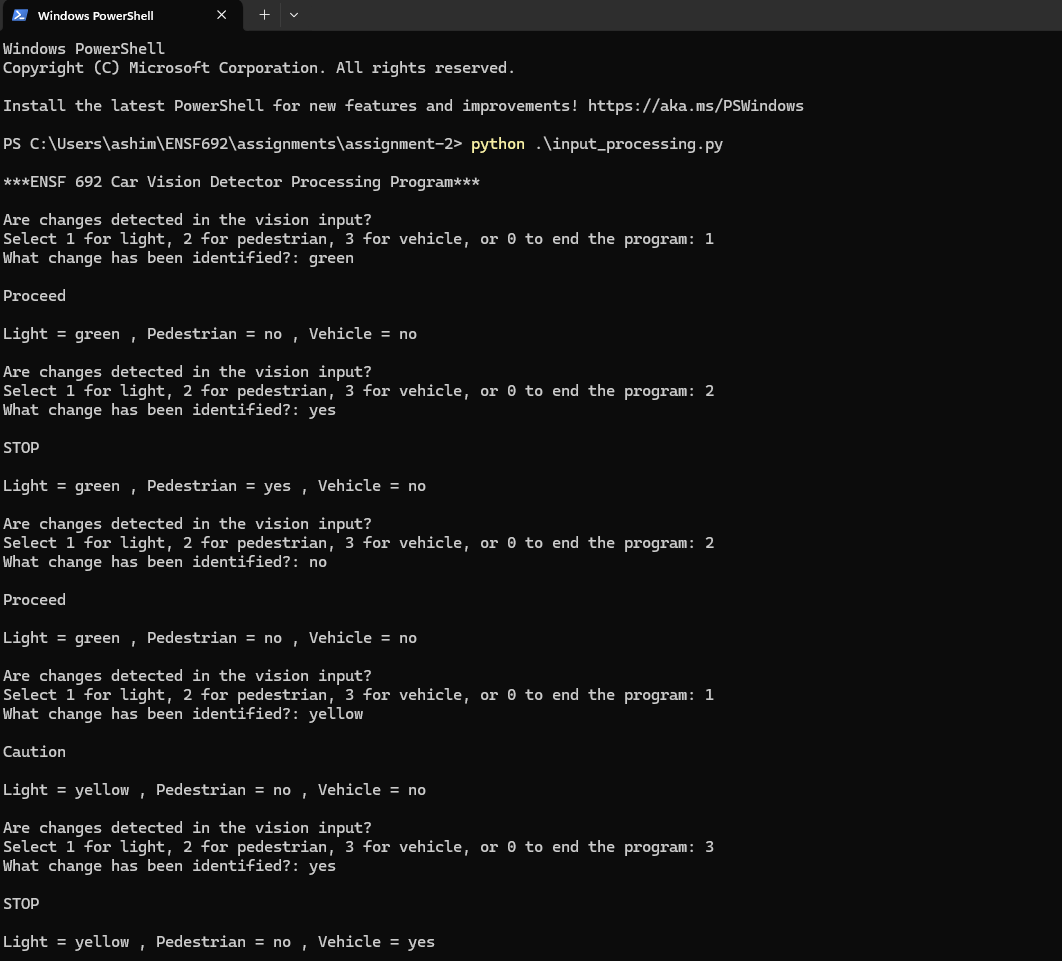 Windows PowerShell
Windows PowerShell
Copyright (C) Microsoft Corporation. All rights reserved.
Install the latest PowerShell for new features and improvements! https://aka.ms/PSWindows
PS C:\Users\ashim\ENSF692\assignments\assignment-2> python .\input_processing.py
***ENSF 692 Car Vision Detector Processing Program***
Are changes detected in the vision input?
Select 1 for light, 2 for pedestrian, 3 for vehicle, or 0 to end the program: 1
What change has been identified?: green
Proceed
Light = green , Pedestrian = no , Vehicle = no
Are changes detected in the vision input?
Select 1 for light, 2 for pedestrian, 3 for vehicle, or 0 to end the program: 2
What change has been identified?: yes
STOP
Light = green , Pedestrian = yes , Vehicle = no
Are changes detected in the vision input?
Select 1 for light, 2 for pedestrian, 3 for vehicle, or 0 to end the program: 2
What change has been identified?: no
Proceed
Light = green , Pedestrian = no , Vehicle = no
Are changes detected in the vision input?
Select 1 for light, 2 for pedestrian, 3 for vehicle, or 0 to end the program: 1
What change has been identified?: yellow
Caution
Light = yellow , Pedestrian = no , Vehicle = no
Are changes detected in the vision input?
Select 1 for light, 2 for pedestrian, 3 for vehicle, or 0 to end the program: 3
What change has been identified?: yes
STOP
Light = yellow , Pedestrian = no , Vehicle = yes